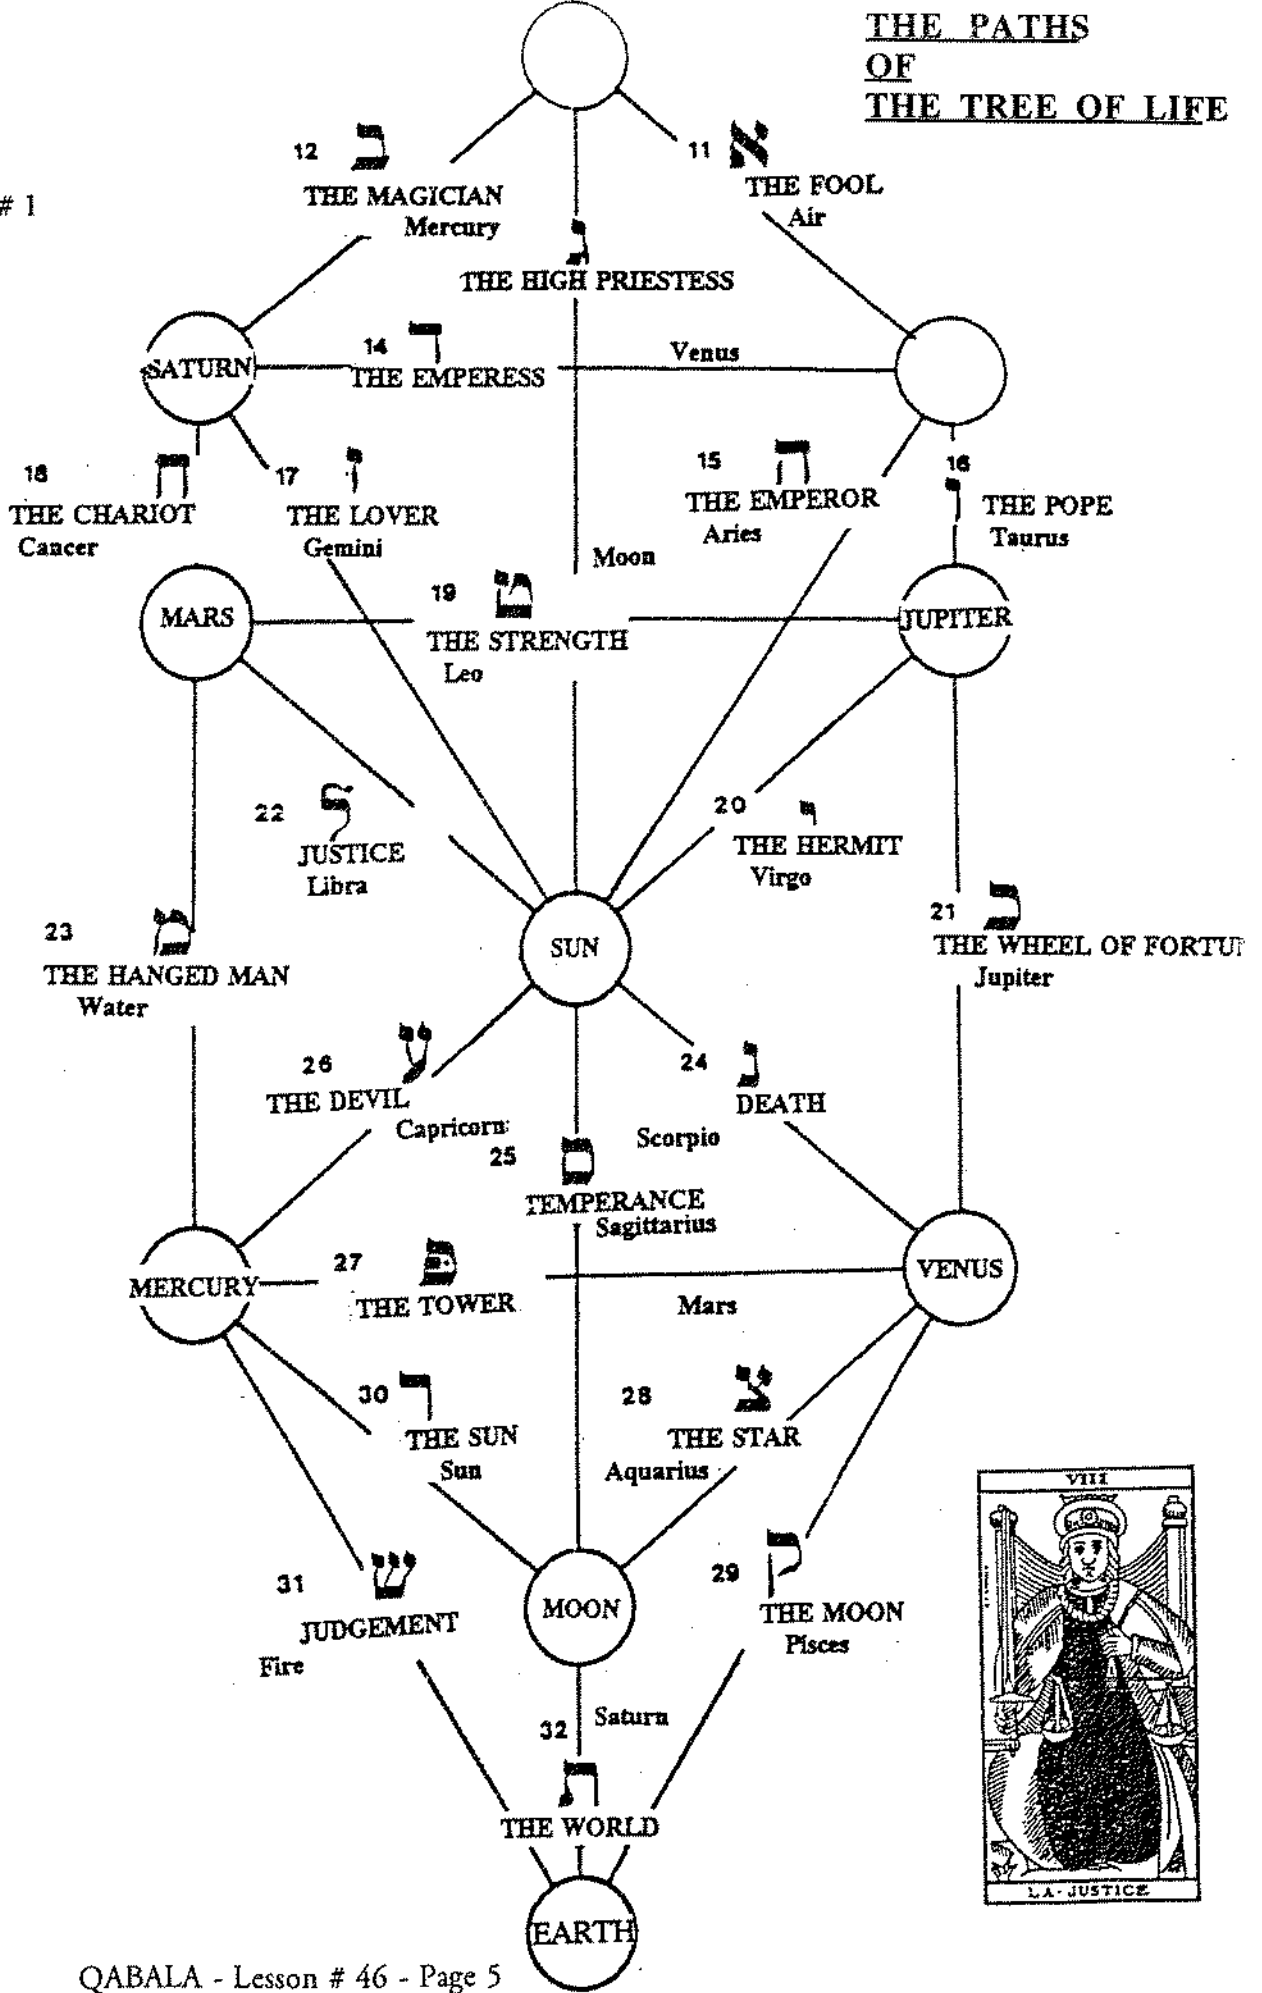 THE PATHS
OF
THE TREE OF LIFE
# 1
12 ב
THE MAGICIAN
Mercury
11 א
THE FOOL
Air
ג
THE HIGH PRIESTESS
SATURN
14 ד
THE EMPERESS
Venus
18 ח
THE CHARIOT
Cancer
17 ז
THE LOVER
Gemini
15 ה
THE EMPEROR
Aries
16 ו
THE POPE
Taurus
Moon
MARS
19 ט
THE STRENGTH
Leo
JUPITER
22 ל
JUSTICE
Libra
20 י
THE HERMIT
Virgo
23 מ
THE HANGED MAN
Water
SUN
21 כ
THE WHEEL OF FORTU
Jupiter
26 ע
THE DEVIL
Capricorn
24 נ
DEATH
Scorpio
25 ס
TEMPERANCE
Sagittarius
MERCURY
27 פ
THE TOWER
Mars
VENUS
30 ר
THE SUN
Sun
28 צ
THE STAR
Aquarius
31 ש
JUDGEMENT
Fire
MOON
29 ק
THE MOON
Pisces
32
Saturn
ת
THE WORLD
EARTH
VIII
LA·JUSTICE
QABALA - Lesson # 46 - Page 5